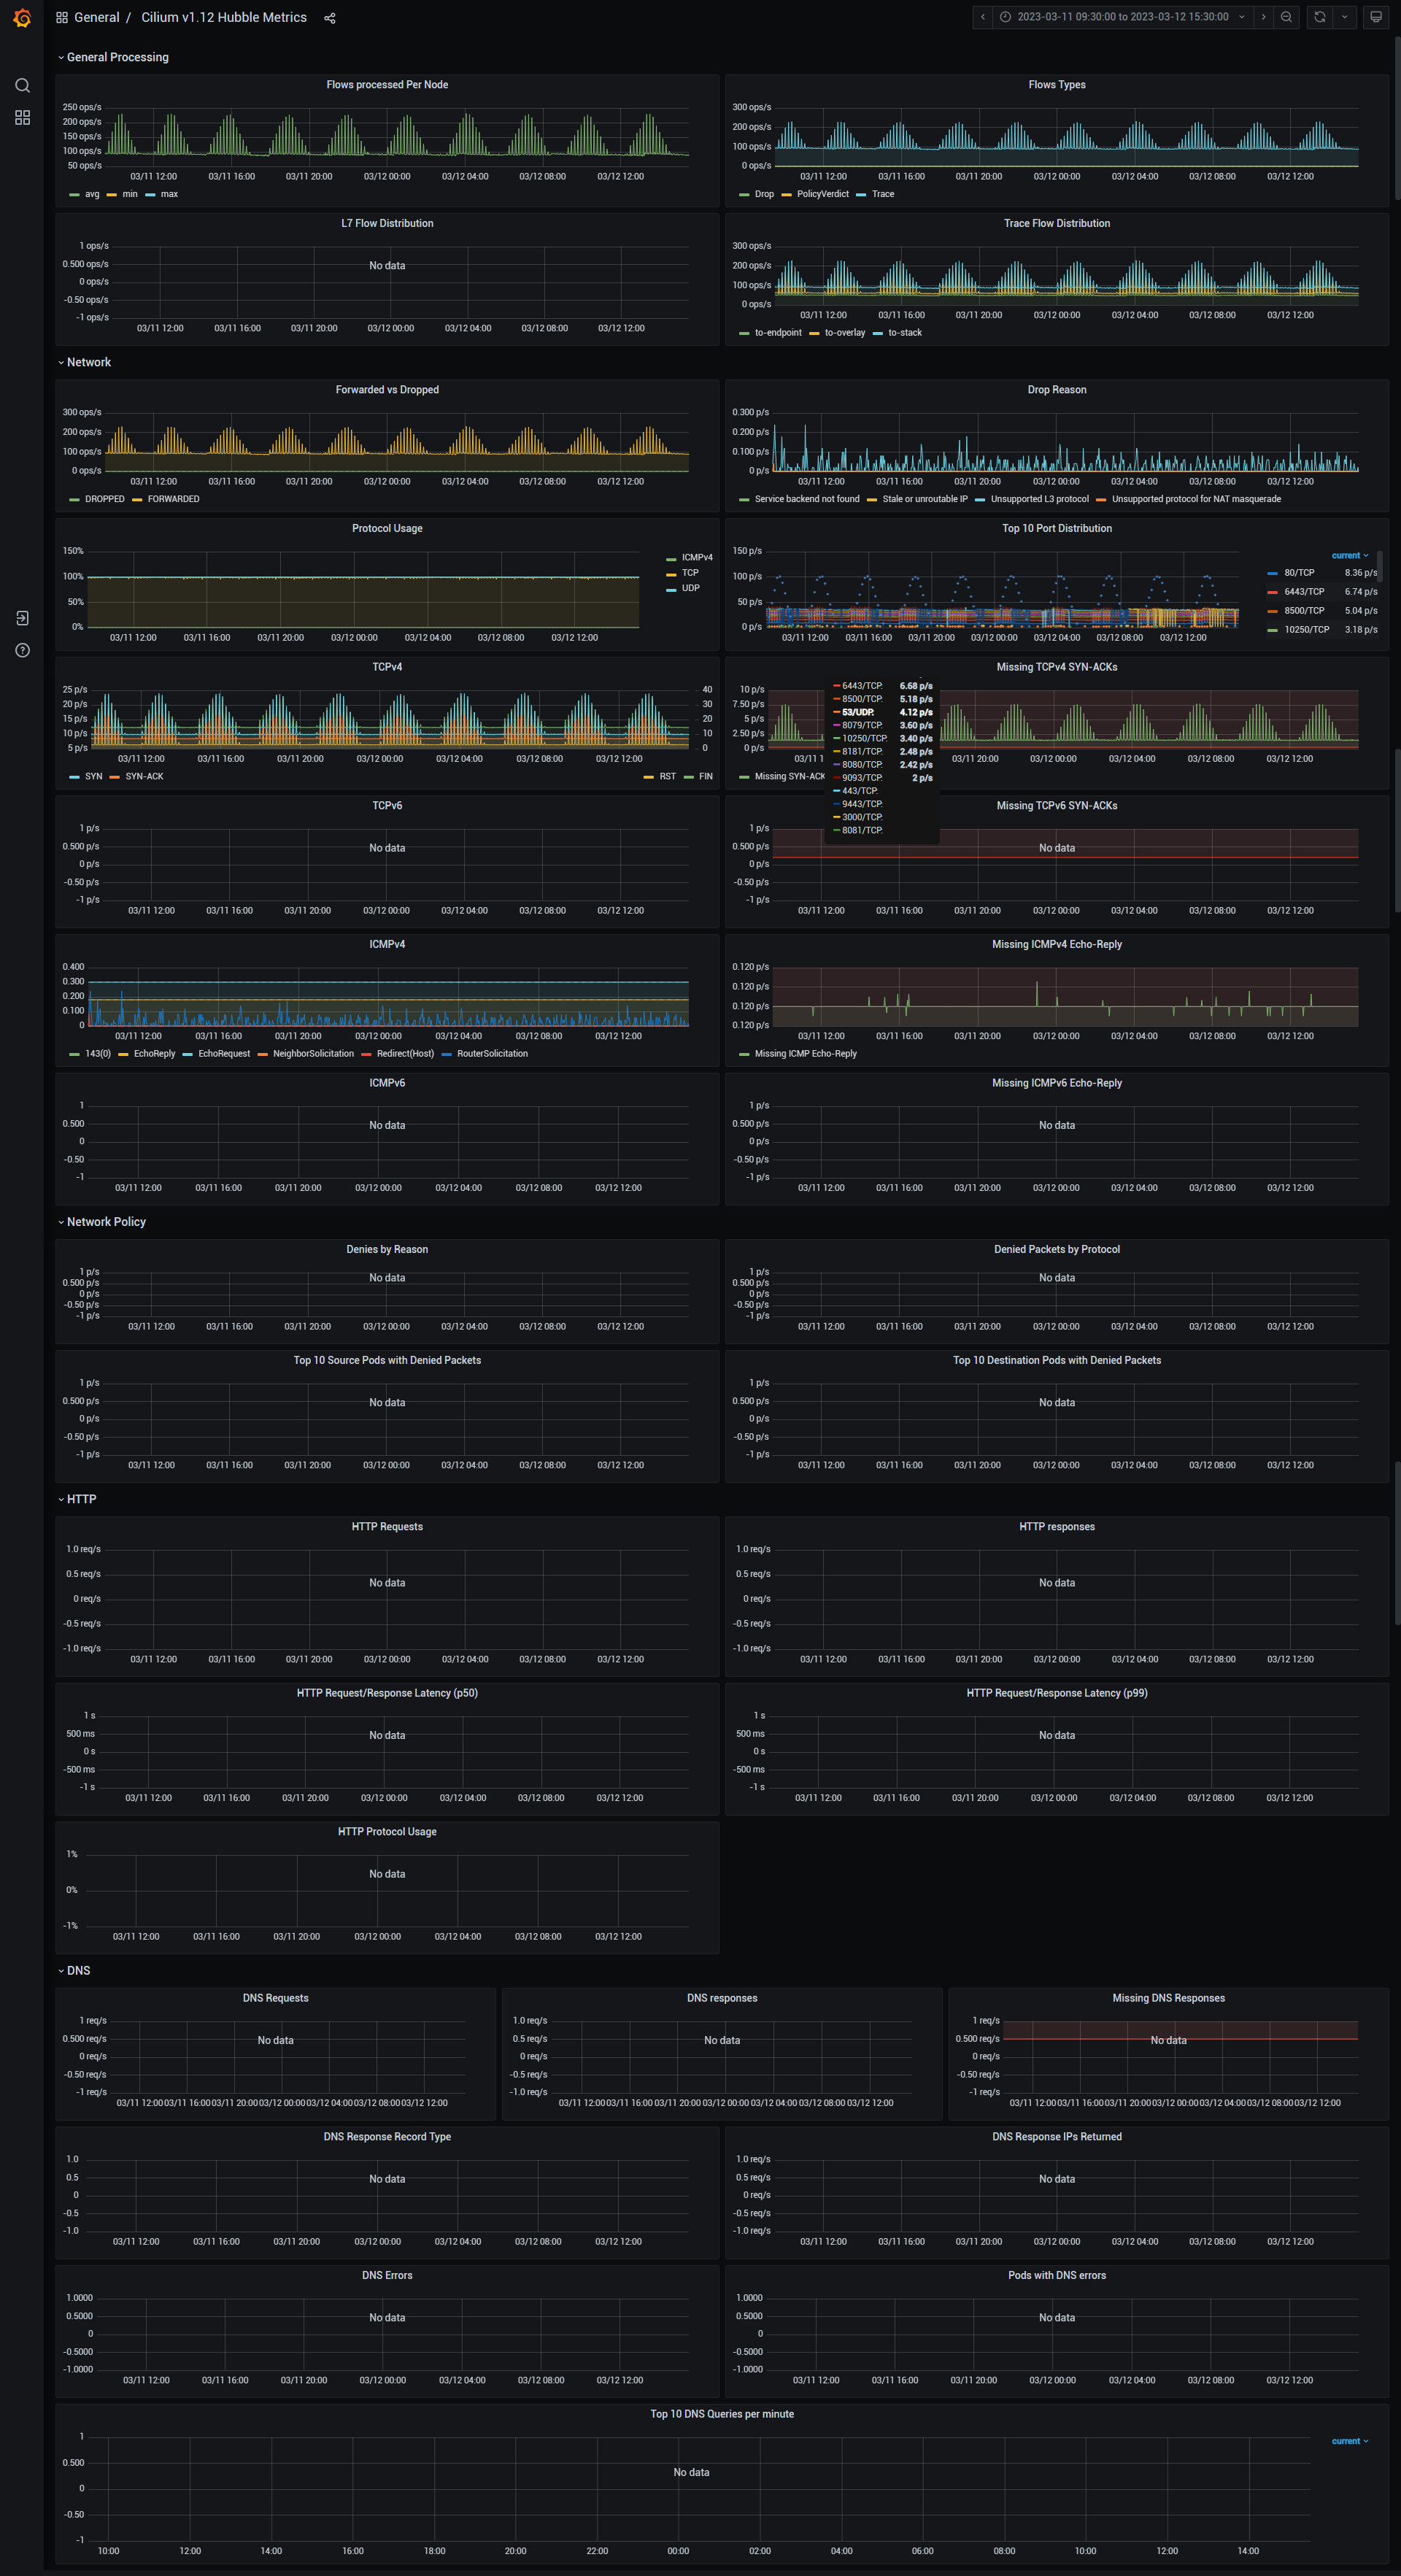 General / Cilium v1.12 Hubble Metrics
2023-03-11 09:30:00 to 2023-03-12 15:30:00
General Processing
Flows processed Per Node
250 ops/s
200 ops/s
150 ops/s
100 ops/s
50 ops/s
03/11 12:00 03/11 16:00 03/11 20:00 03/12 00:00 03/12 04:00 03/12 08:00 03/12 12:00
avg min max
Flows Types
300 ops/s
200 ops/s
100 ops/s
0 ops/s
03/11 12:00 03/11 16:00 03/11 20:00 03/12 00:00 03/12 04:00 03/12 08:00 03/12 12:00
Drop PolicyVerdict Trace
L7 Flow Distribution
1 ops/s
0.500 ops/s
0 ops/s
-0.50 ops/s
-1 ops/s
No data
03/11 12:00 03/11 16:00 03/11 20:00 03/12 00:00 03/12 04:00 03/12 08:00 03/12 12:00
Trace Flow Distribution
300 ops/s
200 ops/s
100 ops/s
0 ops/s
03/11 12:00 03/11 16:00 03/11 20:00 03/12 00:00 03/12 04:00 03/12 08:00 03/12 12:00
to-endpoint to-overlay to-stack
Network
Forwarded vs Dropped
300 ops/s
200 ops/s
100 ops/s
0 ops/s
03/11 12:00 03/11 16:00 03/11 20:00 03/12 00:00 03/12 04:00 03/12 08:00 03/12 12:00
DROPPED FORWARDED
Drop Reason
0.300 p/s
0.200 p/s
0.100 p/s
0 p/s
03/11 12:00 03/11 16:00 03/11 20:00 03/12 00:00 03/12 04:00 03/12 08:00 03/12 12:00
Service backend not found Stale or unroutable IP Unsupported L3 protocol Unsupported protocol for NAT masquerade
Protocol Usage
150%
100%
50%
0%
03/11 12:00 03/11 16:00 03/11 20:00 03/12 00:00 03/12 04:00 03/12 08:00 03/12 12:00
ICMPv4
TCP
UDP
Top 10 Port Distribution
150 p/s
100 p/s
50 p/s
0 p/s
03/11 12:00 03/11 16:00 03/11 20:00 03/12 00:00 03/12 04:00 03/12 08:00 03/12 12:00
current
80/TCP 8.36 p/s
6443/TCP 6.74 p/s
8500/TCP 5.04 p/s
10250/TCP 3.18 p/s
TCPv4
25 p/s
20 p/s
15 p/s
10 p/s
5 p/s
40
30
20
10
0
03/11 12:00 03/11 16:00 03/11 20:00 03/12 00:00 03/12 04:00 03/12 08:00 03/12 12:00
SYN SYN-ACK RST FIN
Missing TCPv4 SYN-ACKs
10 p/s
7.50 p/s
5 p/s
2.50 p/s
0 p/s
03/11 1 03/11 20:00 03/12 00:00 03/12 04:00 03/12 08:00 03/12 12:00
Missing SYN-ACK
6443/TCP: 6.68 p/s
8500/TCP: 5.18 p/s
53/UDP: 4.12 p/s
8079/TCP: 3.60 p/s
10250/TCP: 3.40 p/s
8181/TCP: 2.48 p/s
8080/TCP: 2.42 p/s
9093/TCP: 2 p/s
443/TCP:
9443/TCP:
3000/TCP:
8081/TCP:
TCPv6
1 p/s
0.500 p/s
0 p/s
-0.50 p/s
-1 p/s
No data
03/11 12:00 03/11 16:00 03/11 20:00 03/12 00:00 03/12 04:00 03/12 08:00 03/12 12:00
Missing TCPv6 SYN-ACKs
1 p/s
0.500 p/s
0 p/s
-0.50 p/s
-1 p/s
No data
03/11 12:00 03/11 16:00 03/11 20:00 03/12 00:00 03/12 04:00 03/12 08:00 03/12 12:00
ICMPv4
0.400
0.300
0.200
0.100
0
03/11 12:00 03/11 16:00 03/11 20:00 03/12 00:00 03/12 04:00 03/12 08:00 03/12 12:00
143(0) EchoReply EchoRequest NeighborSolicitation Redirect(Host) RouterSolicitation
Missing ICMPv4 Echo-Reply
0.120 p/s
0.120 p/s
0.120 p/s
0.120 p/s
03/11 12:00 03/11 16:00 03/11 20:00 03/12 00:00 03/12 04:00 03/12 08:00 03/12 12:00
Missing ICMP Echo-Reply
ICMPv6
1
0.500
0
-0.50
-1
No data
03/11 12:00 03/11 16:00 03/11 20:00 03/12 00:00 03/12 04:00 03/12 08:00 03/12 12:00
Missing ICMPv6 Echo-Reply
1 p/s
0.500 p/s
0 p/s
-0.50 p/s
-1 p/s
No data
03/11 12:00 03/11 16:00 03/11 20:00 03/12 00:00 03/12 04:00 03/12 08:00 03/12 12:00
Network Policy
Denies by Reason
1 p/s
0.500 p/s
0 p/s
-0.50 p/s
-1 p/s
No data
03/11 12:00 03/11 16:00 03/11 20:00 03/12 00:00 03/12 04:00 03/12 08:00 03/12 12:00
Denied Packets by Protocol
1 p/s
0.500 p/s
0 p/s
-0.50 p/s
-1 p/s
No data
03/11 12:00 03/11 16:00 03/11 20:00 03/12 00:00 03/12 04:00 03/12 08:00 03/12 12:00
Top 10 Source Pods with Denied Packets
1 p/s
0.500 p/s
0 p/s
-0.50 p/s
-1 p/s
No data
03/11 12:00 03/11 16:00 03/11 20:00 03/12 00:00 03/12 04:00 03/12 08:00 03/12 12:00
Top 10 Destination Pods with Denied Packets
1 p/s
0.500 p/s
0 p/s
-0.50 p/s
-1 p/s
No data
03/11 12:00 03/11 16:00 03/11 20:00 03/12 00:00 03/12 04:00 03/12 08:00 03/12 12:00
HTTP
HTTP Requests
1.0 req/s
0.5 req/s
0 req/s
-0.5 req/s
-1.0 req/s
No data
03/11 12:00 03/11 16:00 03/11 20:00 03/12 00:00 03/12 04:00 03/12 08:00 03/12 12:00
HTTP responses
1.0 req/s
0.5 req/s
0 req/s
-0.5 req/s
-1.0 req/s
No data
03/11 12:00 03/11 16:00 03/11 20:00 03/12 00:00 03/12 04:00 03/12 08:00 03/12 12:00
HTTP Request/Response Latency (p50)
1 s
500 ms
0 s
-500 ms
-1 s
No data
03/11 12:00 03/11 16:00 03/11 20:00 03/12 00:00 03/12 04:00 03/12 08:00 03/12 12:00
HTTP Request/Response Latency (p99)
1 s
500 ms
0 s
-500 ms
-1 s
No data
03/11 12:00 03/11 16:00 03/11 20:00 03/12 00:00 03/12 04:00 03/12 08:00 03/12 12:00
HTTP Protocol Usage
1%
0%
-1%
No data
03/11 12:00 03/11 16:00 03/11 20:00 03/12 00:00 03/12 04:00 03/12 08:00 03/12 12:00
DNS
DNS Requests
1 req/s
0.500 req/s
0 req/s
-0.50 req/s
-1 req/s
No data
03/11 12:00 03/11 16:00 03/11 20:00 03/12 00:00 03/12 04:00 03/12 08:00 03/12 12:00
DNS responses
1.0 req/s
0.5 req/s
0 req/s
-0.5 req/s
-1.0 req/s
No data
03/11 12:00 03/11 16:00 03/11 20:00 03/12 00:00 03/12 04:00 03/12 08:00 03/12 12:00
Missing DNS Responses
1 req/s
0.500 req/s
0 req/s
-0.50 req/s
-1 req/s
No data
03/11 12:00 03/11 16:00 03/11 20:00 03/12 00:00 03/12 04:00 03/12 08:00 03/12 12:00
DNS Response Record Type
1.0
0.5
0
-0.5
-1.0
No data
03/11 12:00 03/11 16:00 03/11 20:00 03/12 00:00 03/12 04:00 03/12 08:00 03/12 12:00
DNS Response IPs Returned
1.0 req/s
0.5 req/s
0 req/s
-0.5 req/s
-1.0 req/s
No data
03/11 12:00 03/11 16:00 03/11 20:00 03/12 00:00 03/12 04:00 03/12 08:00 03/12 12:00
DNS Errors
1.0000
0.5000
0
-0.5000
-1.0000
No data
03/11 12:00 03/11 16:00 03/11 20:00 03/12 00:00 03/12 04:00 03/12 08:00 03/12 12:00
Pods with DNS errors
1.0000
0.5000
0
-0.5000
-1.0000
No data
03/11 12:00 03/11 16:00 03/11 20:00 03/12 00:00 03/12 04:00 03/12 08:00 03/12 12:00
Top 10 DNS Queries per minute
1
0.500
0
-0.50
-1
No data
current
10:00 12:00 14:00 16:00 18:00 20:00 22:00 00:00 02:00 04:00 06:00 08:00 10:00 12:00 14:00